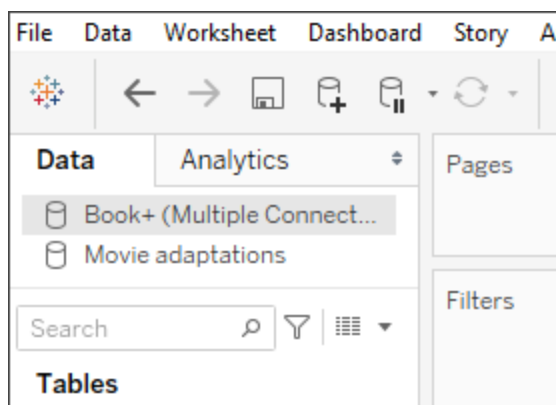 File Data Worksheet Dashboard Story A
Data Analytics
Pages
Book+ (Multiple Connect...
Movie adaptations
Filters
Search
Tables